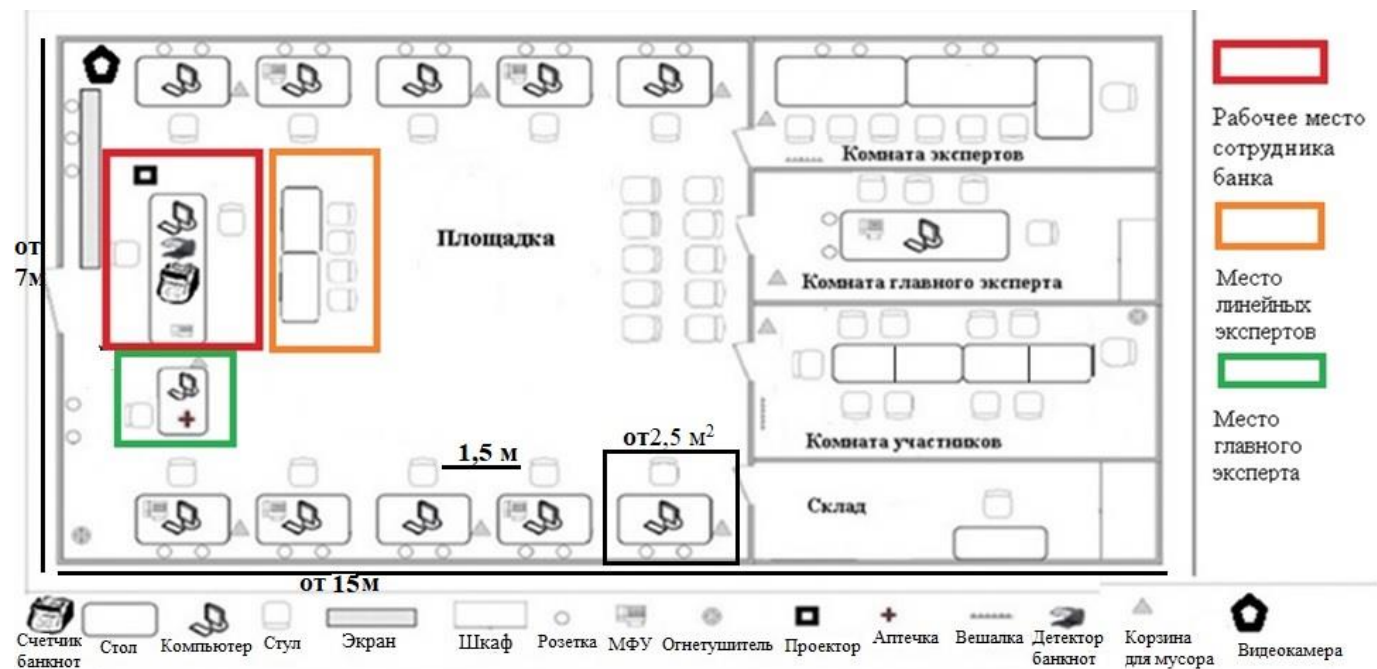 Рабочее место
сотрудника
банка
Комната экспертов
Площадка
от
7м
Место
линейных
экспертов
Комната главного эксперта
Место
главного
эксперта
1,5 м
от2,5 м²
Комната участников
Склад
от 15м
Счетчик
банкнот
Стол
Компьютер
Стул
Экран
Шкаф
Розетка
МФУ
Огнетушитель
Проектор
Аптечка
Вешалка
Детектор
банкнот
Корзина
для мусора
Видеокамера